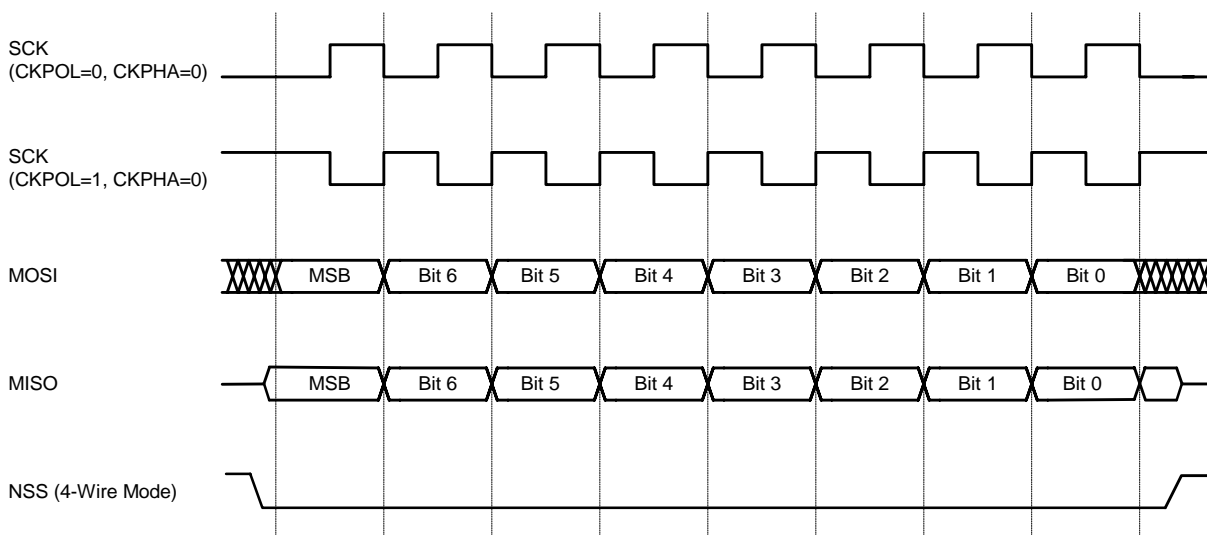 SCK
(CKPOL=0, CKPHA=0)
SCK
(CKPOL=1, CKPHA=0)
MOSI
MSB Bit 6 Bit 5 Bit 4 Bit 3 Bit 2 Bit 1 Bit 0
MISO
MSB Bit 6 Bit 5 Bit 4 Bit 3 Bit 2 Bit 1 Bit 0
NSS (4-Wire Mode)